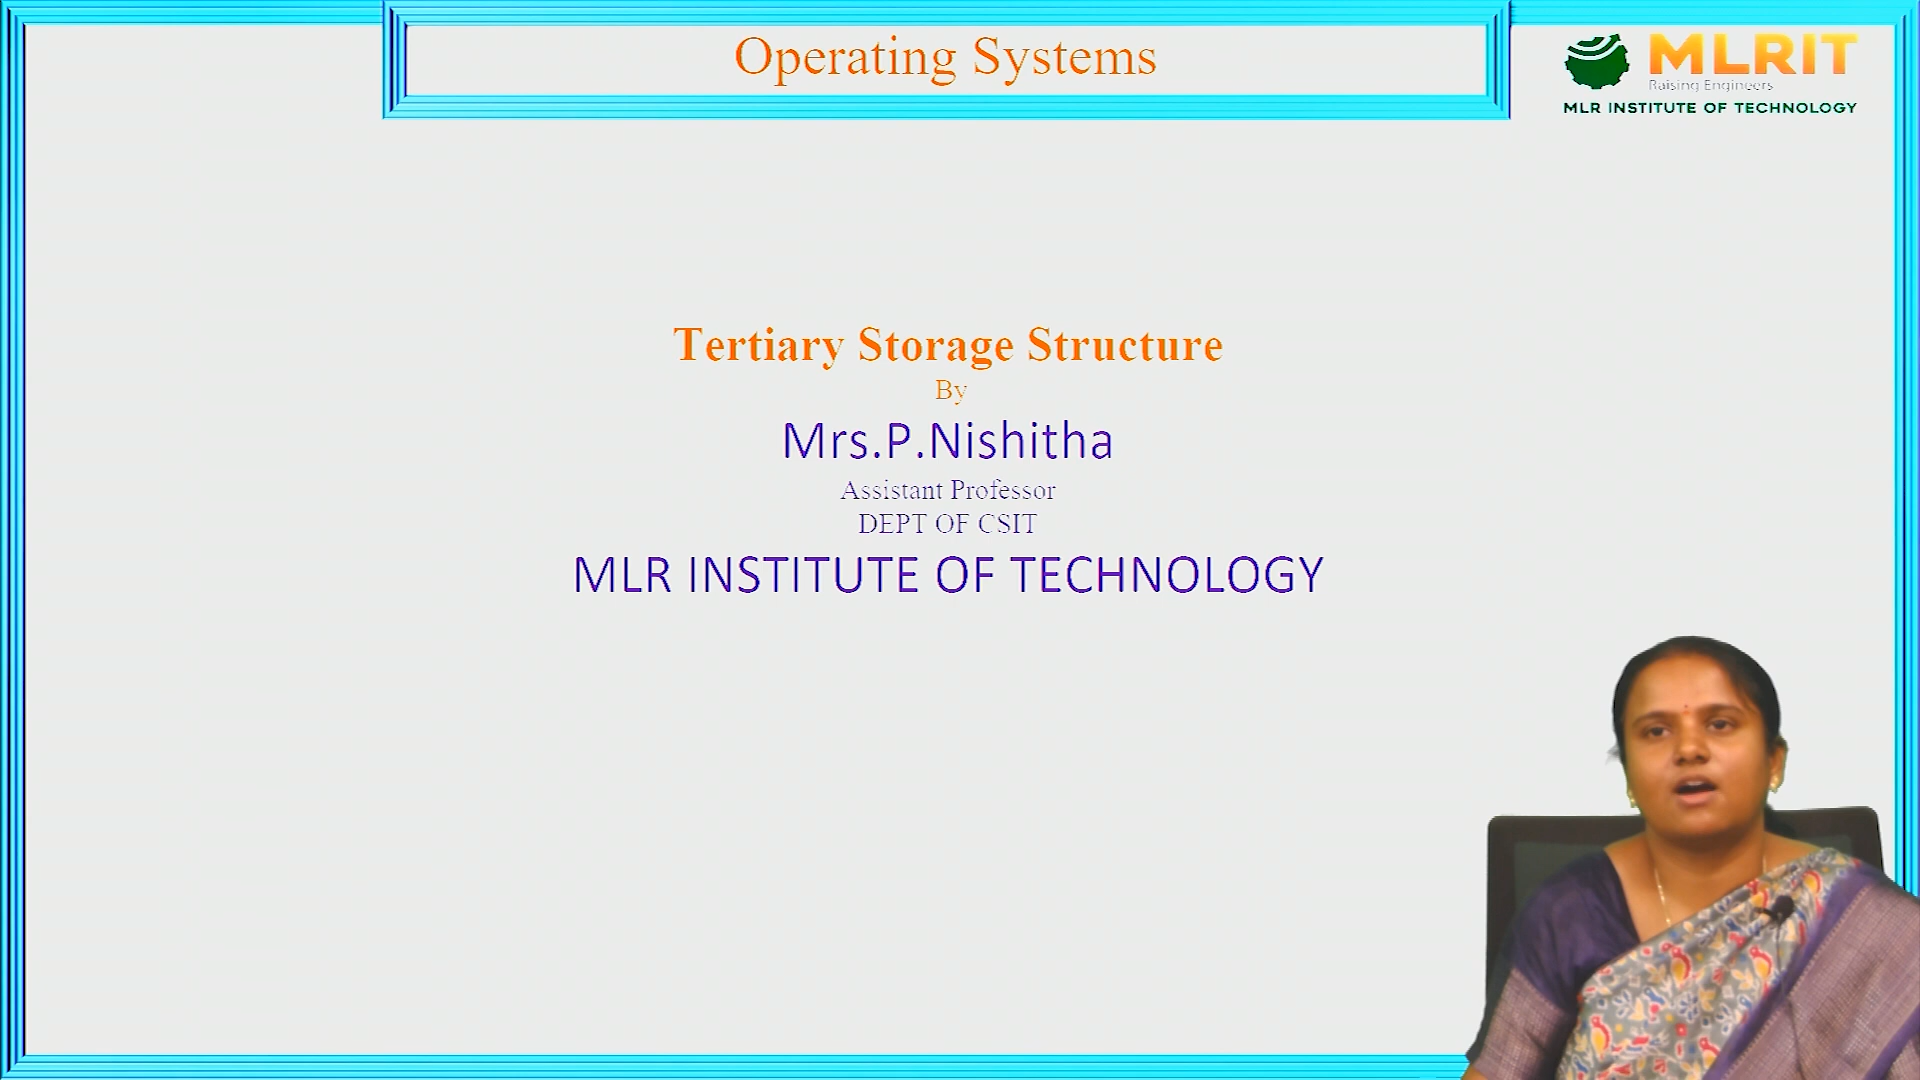 Operating Systems
MLRIT
Raising Engineers
MLR INSTITUTE OF TECHNOLOGY
Tertiary Storage Structure
By
Mrs.P.Nishitha
Assistant Professor
DEPT OF CSIT
MLR INSTITUTE OF TECHNOLOGY